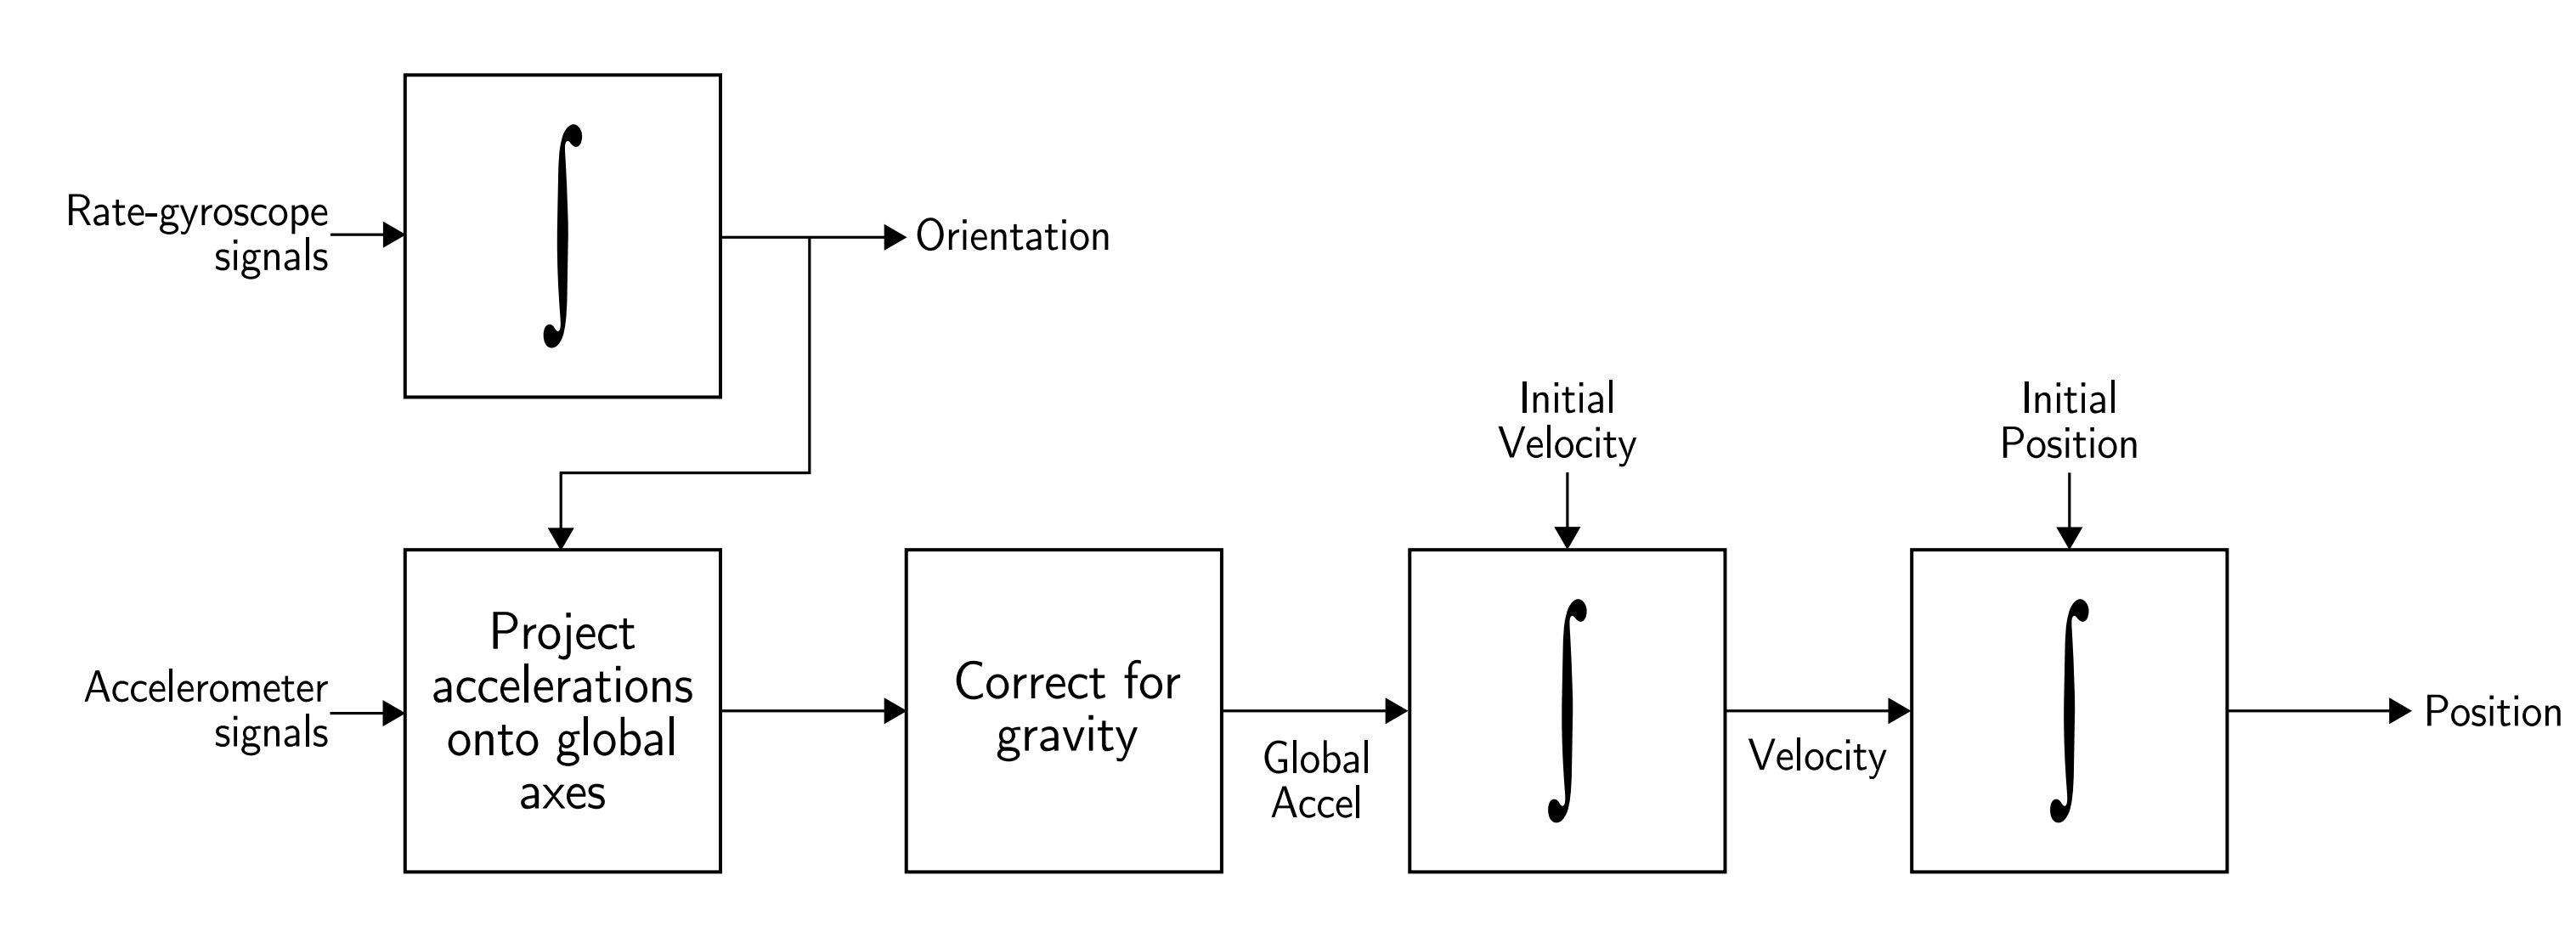 Rate-gyroscope
signals
∫
Orientation
Initial
Velocity
Initial
Position
Accelerometer
signals
Project
accelerations
onto global
axes
Correct for
gravity
Global
Accel
∫
Velocity
∫
Position